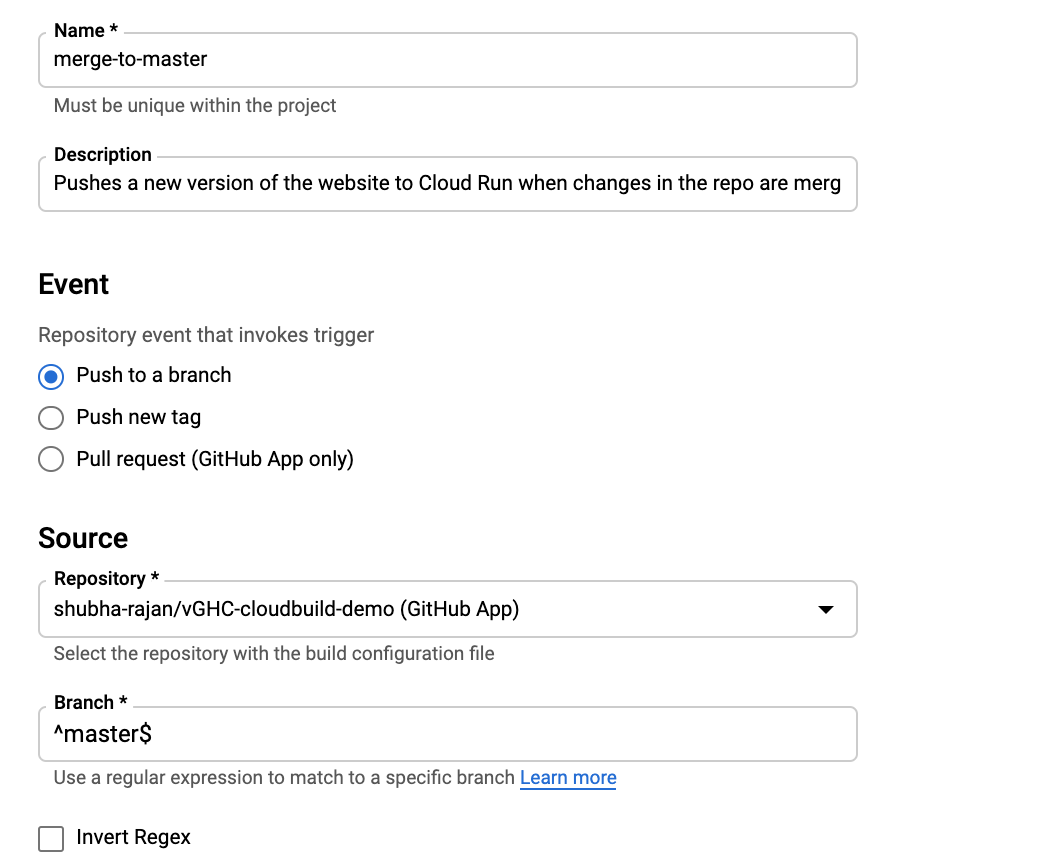 Name *
merge-to-master
Must be unique within the project
Description
Pushes a new version of the website to Cloud Run when changes in the repo are merg
Event
Repository event that invokes trigger
Push to a branch
Push new tag
Pull request (GitHub App only)
Source
Repository *
shubha-rajan/vGHC-cloudbuild-demo (GitHub App)
Select the repository with the build configuration file
Branch *
^master$
Use a regular expression to match to a specific branch Learn more
Invert Regex